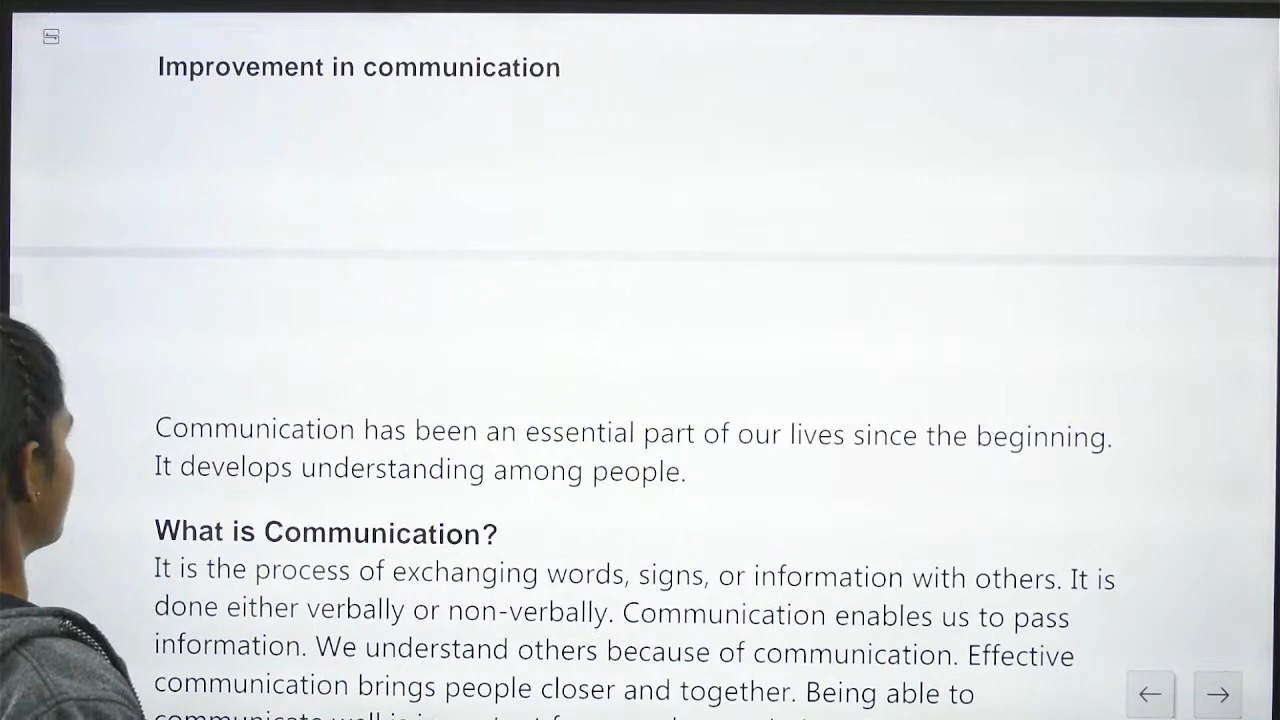 Improvement in communication
Communication has been an essential part of our lives since the beginning.
It develops understanding among people.
What is Communication?
It is the process of exchanging words, signs, or information with others. It is
done either verbally or non-verbally. Communication enables us to pass
information. We understand others because of communication. Effective
communication brings people closer and together. Being able to
communicate well is